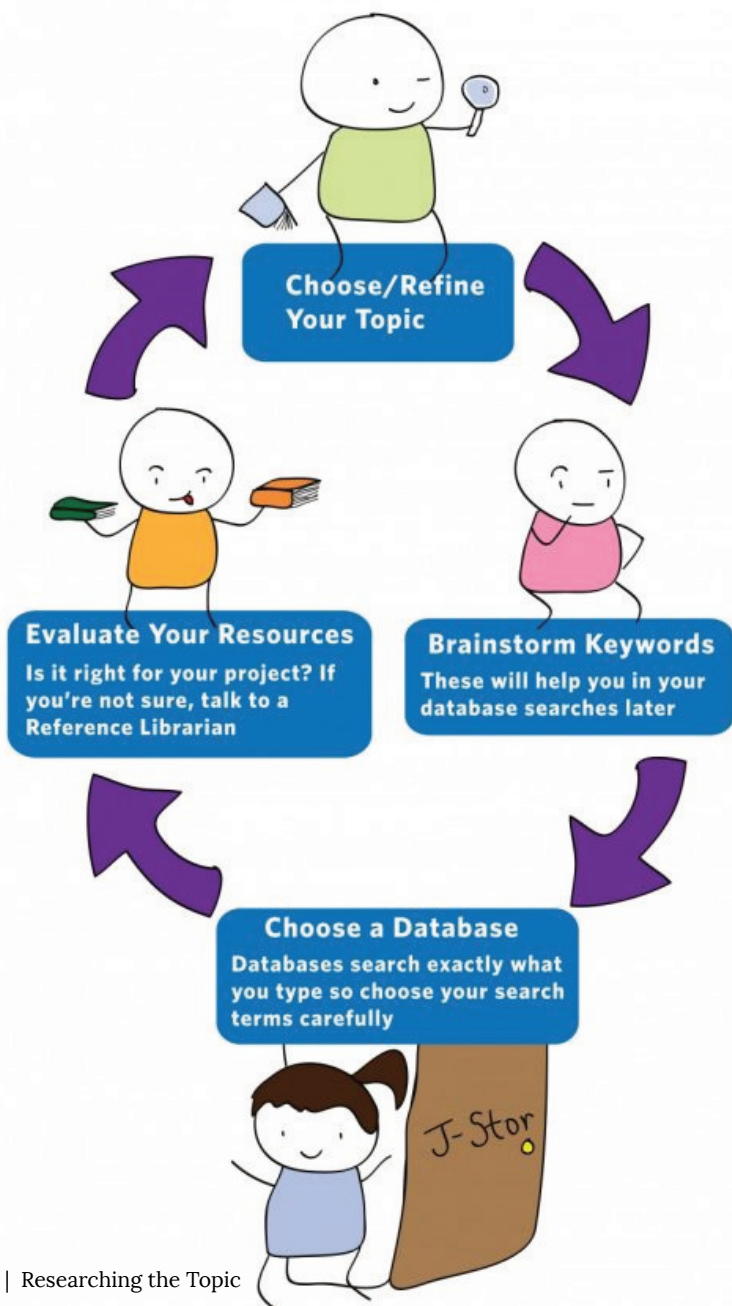 Choose/Refine
Your Topic
Brainstorm Keywords
These will help you in your
database searches later
Choose a Database
Databases search exactly what
you type so choose your search
terms carefully
J-Stor
Evaluate Your Resources
Is it right for your project? If
you're not sure, talk to a
Reference Librarian
| Researching the Topic